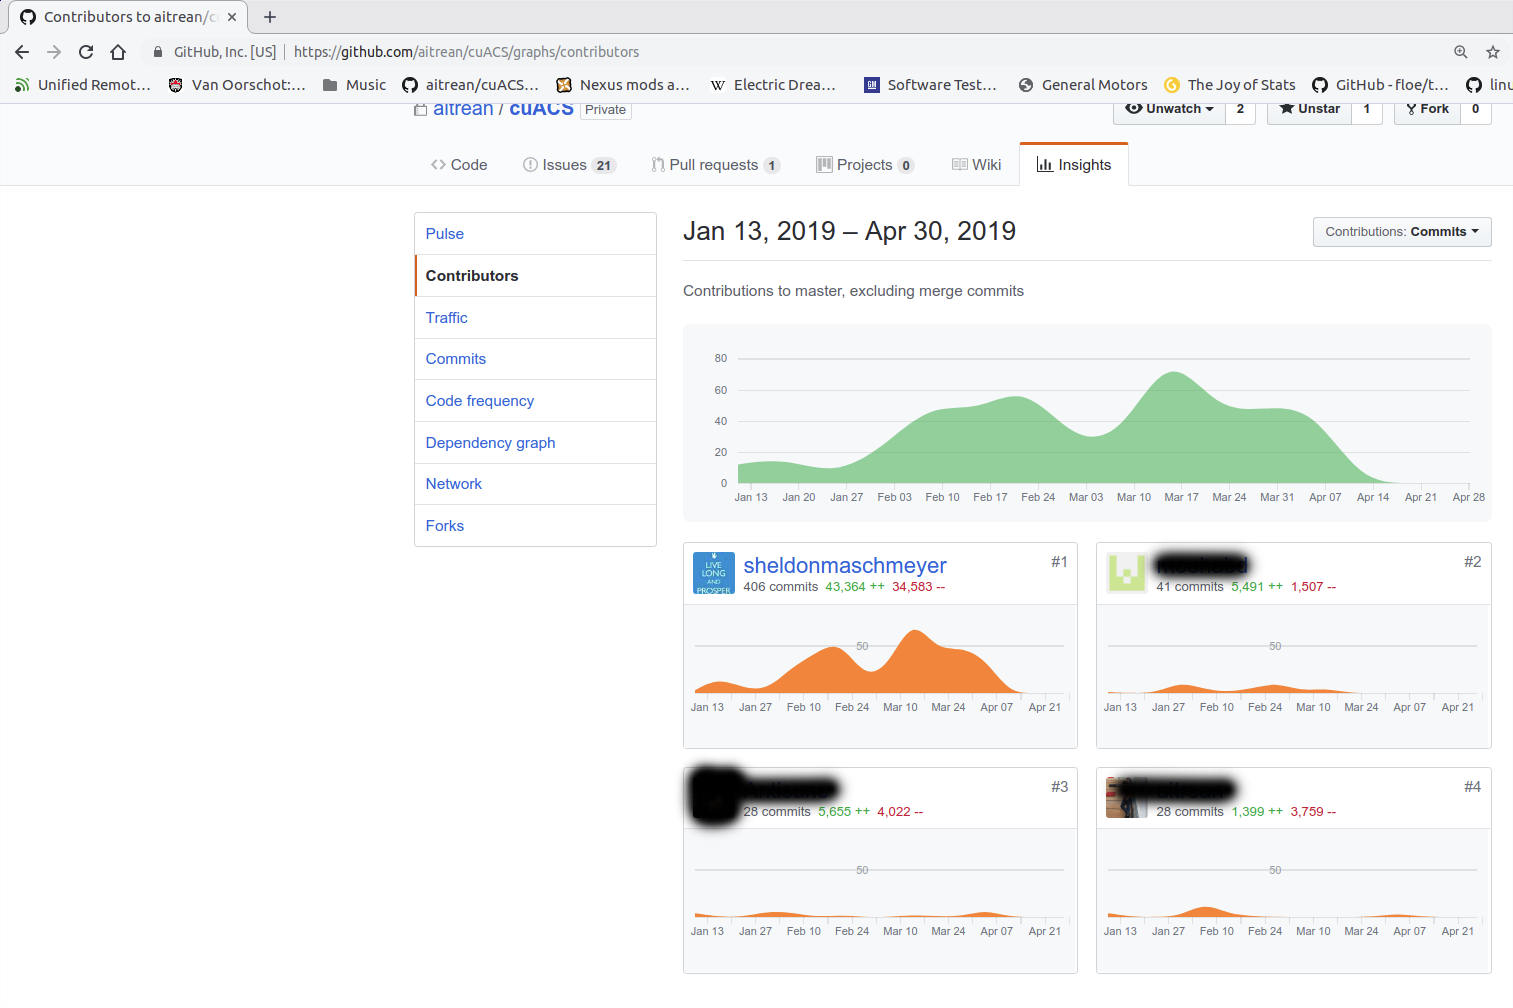 Contributors to aitrean/c
GitHub, Inc. [US] https://github.com/aitrean/cuACS/graphs/contributors
Unified Remot... Van Oorschot:... Music aitrean/cuACS... Nexus mods a... Electric Drea... Software Test... General Motors The Joy of Stats GitHub - floe/t... linu
aitrean / cuACS Private Unwatch 2 Unstar 1 Fork 0
Code Issues 21 Pull requests 1 Projects 0 Wiki Insights
Pulse
Contributors
Traffic
Commits
Code frequency
Dependency graph
Network
Forks
Jan 13, 2019 – Apr 30, 2019
Contributions: Commits
Contributions to master, excluding merge commits
80
60
40
20
0
Jan 13 Jan 20 Jan 27 Feb 03 Feb 10 Feb 17 Feb 24 Mar 03 Mar 10 Mar 17 Mar 24 Mar 31 Apr 07 Apr 14 Apr 21 Apr 28
LIVE
LONG
AND
PROSPER
sheldonmaschmeyer #1
406 commits 43,364 ++ 34,583 --
50
Jan 13 Jan 27 Feb 10 Feb 24 Mar 10 Mar 24 Apr 07 Apr 21
#2
41 commits 5,491 ++ 1,507 --
50
Jan 13 Jan 27 Feb 10 Feb 24 Mar 10 Mar 24 Apr 07 Apr 21
#3
28 commits 5,655 ++ 4,022 --
50
Jan 13 Jan 27 Feb 10 Feb 24 Mar 10 Mar 24 Apr 07 Apr 21
#4
28 commits 1,399 ++ 3,759 --
50
Jan 13 Jan 27 Feb 10 Feb 24 Mar 10 Mar 24 Apr 07 Apr 21